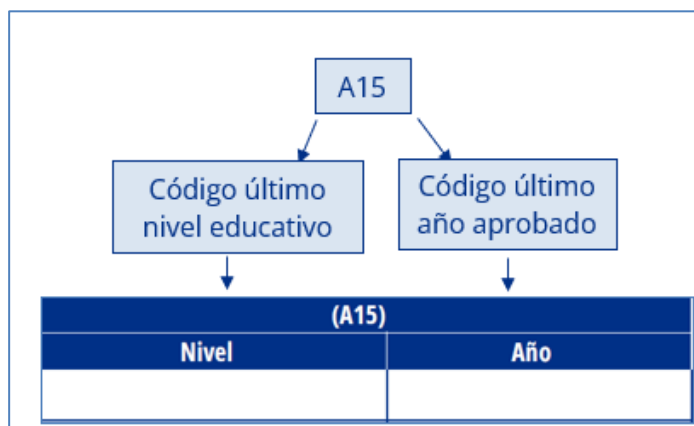 A15
Código último
nivel educativo
Código último
año aprobado
(A15)
Nivel
Año